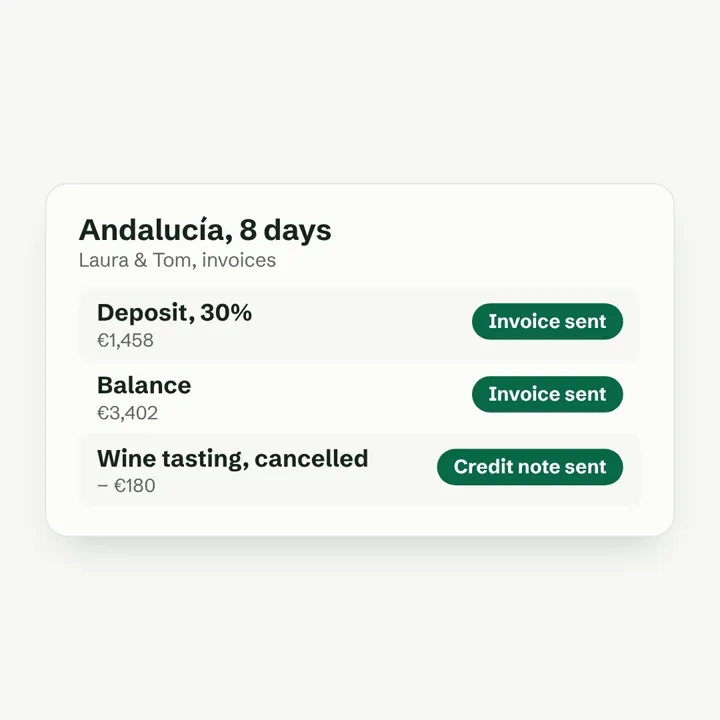 Andalucía, 8 days
Laura & Tom, invoices
Deposit, 30%
€1,458
Invoice sent
Balance
€3,402
Invoice sent
Wine tasting, cancelled
– €180
Credit note sent